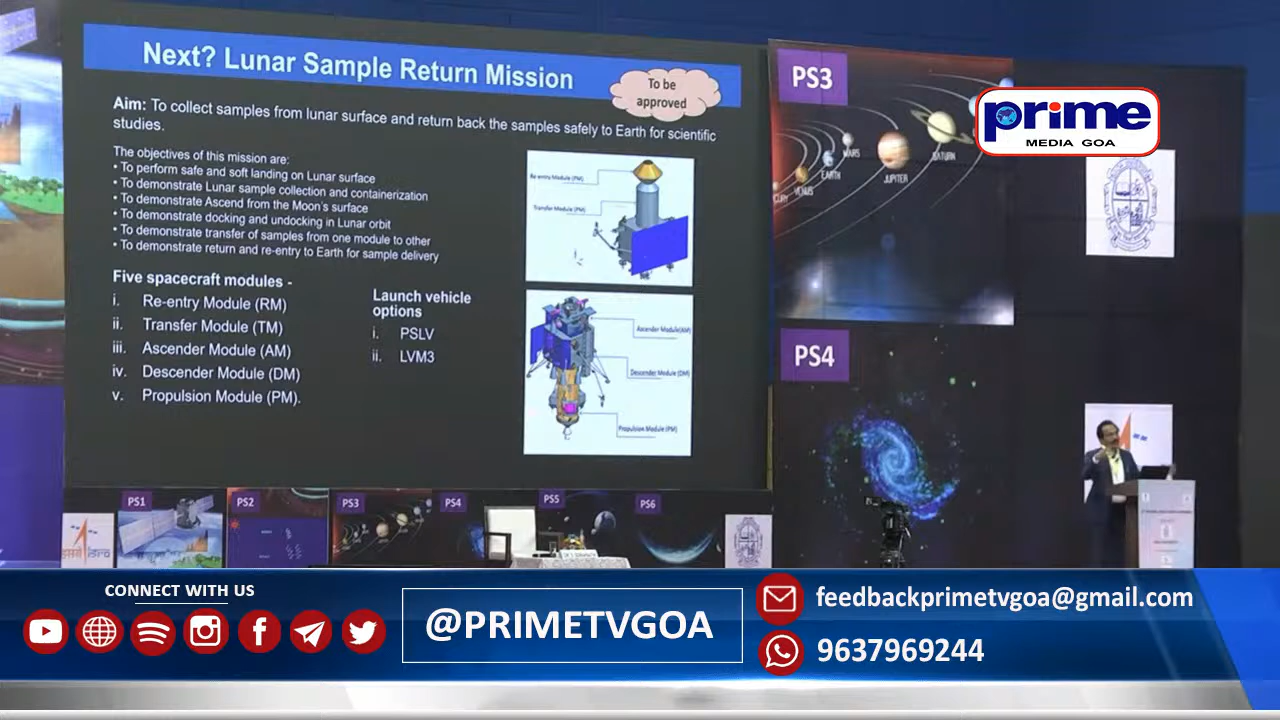 Next? Lunar Sample Return Mission
To be
approved
Aim: To collect samples from lunar surface and return back the samples safely to Earth for scientific
studies.
The objectives of this mission are:
• To perform safe and soft landing on Lunar surface
• To demonstrate Lunar sample collection and containerization
• To demonstrate Ascend from the Moon's surface
• To demonstrate docking and undocking in Lunar orbit
• To demonstrate transfer of samples from one module to other
• To demonstrate return and re-entry to Earth for sample delivery
Five spacecraft modules -
i. Re-entry Module (RM)
ii. Transfer Module (TM)
iii. Ascender Module (AM)
iv. Descender Module (DM)
v. Propulsion Module (PM).
Launch vehicle
options
i. PSLV
ii. LVM3
Re-entry Module (PM)
Transfer Module (PM)
Ascender Module(AM)
Descender Module (DM)
Propulsion Module (PM)
PS3
MARS
EARTH
VENUS
CURY
JUPITER
SATURN
prime
MEDIA GOA
PS4
PS1
PS2
PS3
PS4
PS5
PS6
इसरो isro
CONNECT WITH US
@PRIMETVGOA
feedbackprimetvgoa@gmail.com
9637969244